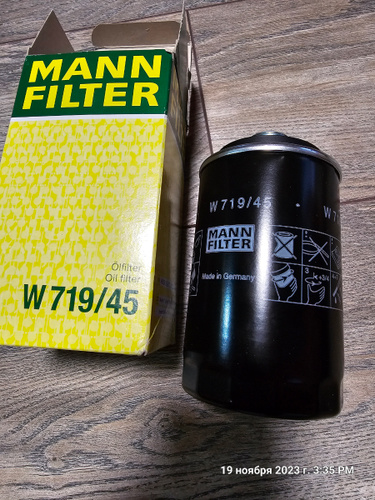 MANN
FILTER
Ölfilter
Oil filter
W 719/45
W 719/45
W 7
MANN
FILTER
Made in Germany
19 ноября 2023 г. 3:35 PM